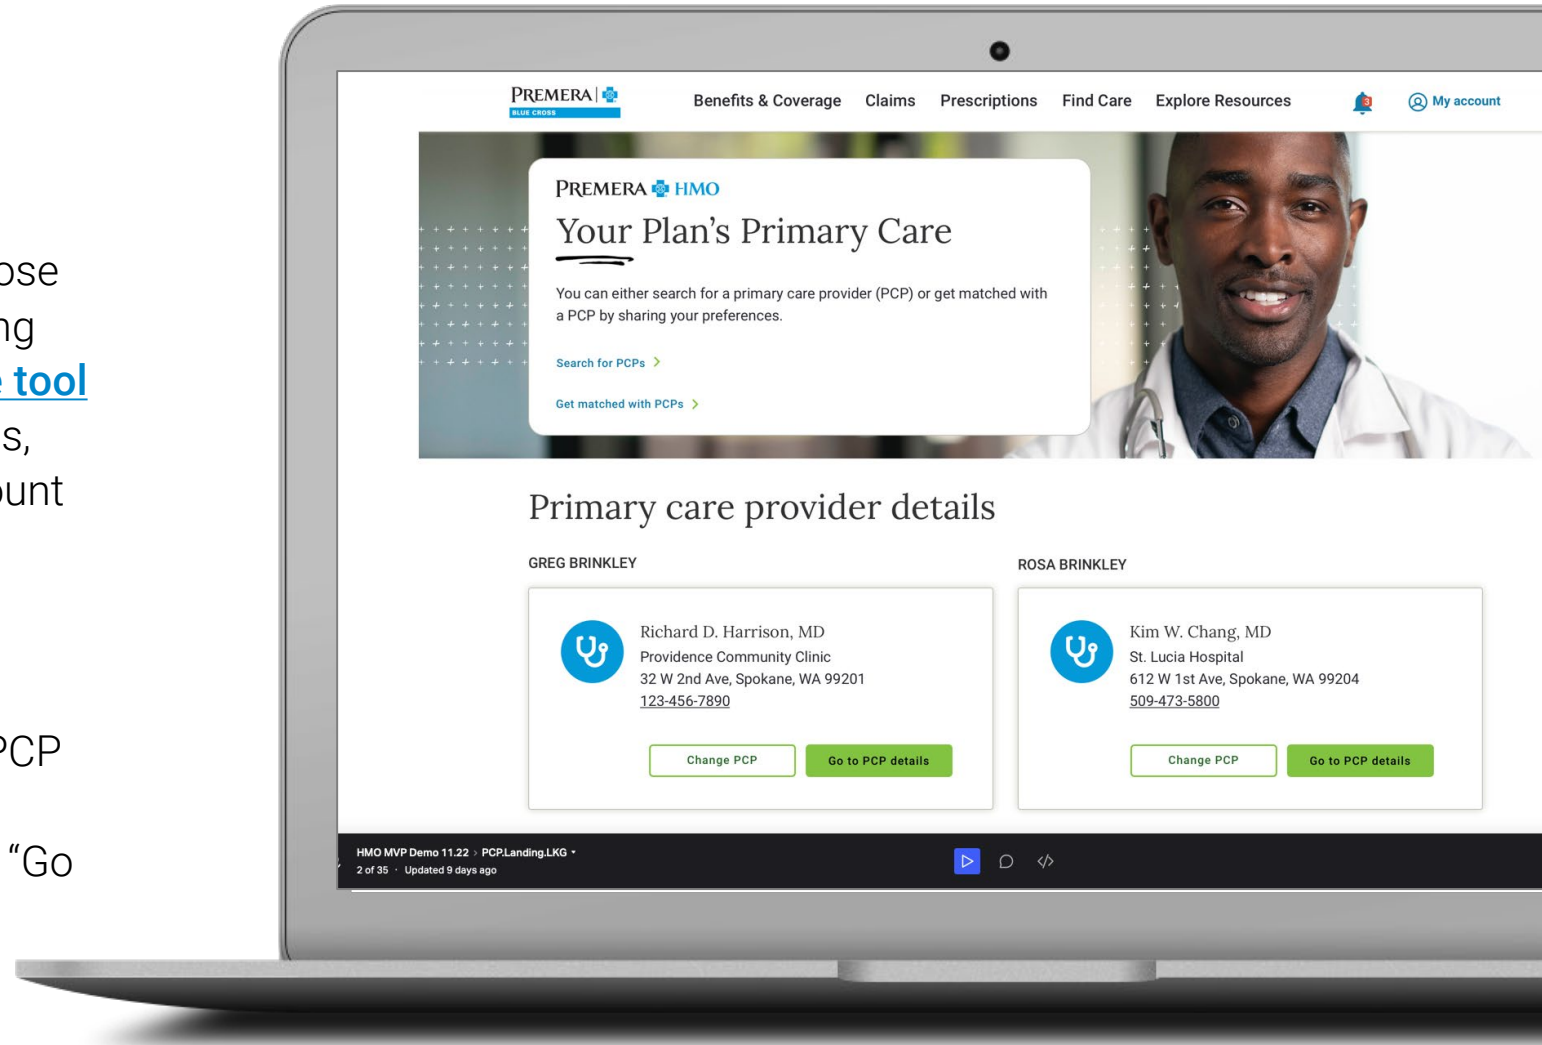 ose
ng
e tool
s,
ount
PCP
“Go
PREMERA
BLUE CROSS
Benefits & Coverage
Claims
Prescriptions
Find Care
Explore Resources
3
My account
PREMERA HMO
Your Plan’s Primary Care
You can either search for a primary care provider (PCP) or get matched with
a PCP by sharing your preferences.
Search for PCPs
Get matched with PCPs
Primary care provider details
GREG BRINKLEY
Richard D. Harrison, MD
Providence Community Clinic
32 W 2nd Ave, Spokane, WA 99201
123-456-7890
Change PCP
Go to PCP details
ROSA BRINKLEY
Kim W. Chang, MD
St. Lucia Hospital
612 W 1st Ave, Spokane, WA 99204
509-473-5800
Change PCP
Go to PCP details
HMO MVP Demo 11.22 › PCP.Landing.LKG
2 of 35 · Updated 9 days ago